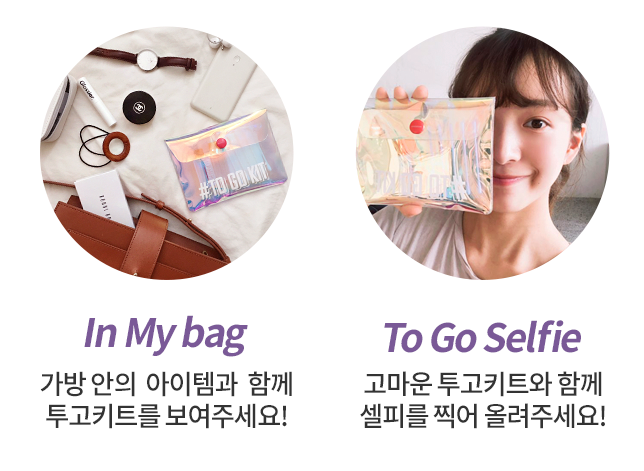 Glossier
#TO GO KIT
In My bag
가방 안의 아이템과 함께
투고키트를 보여주세요!
To Go Selfie
고마운 투고키트와 함께
셀피를 찍어 올려주세요!